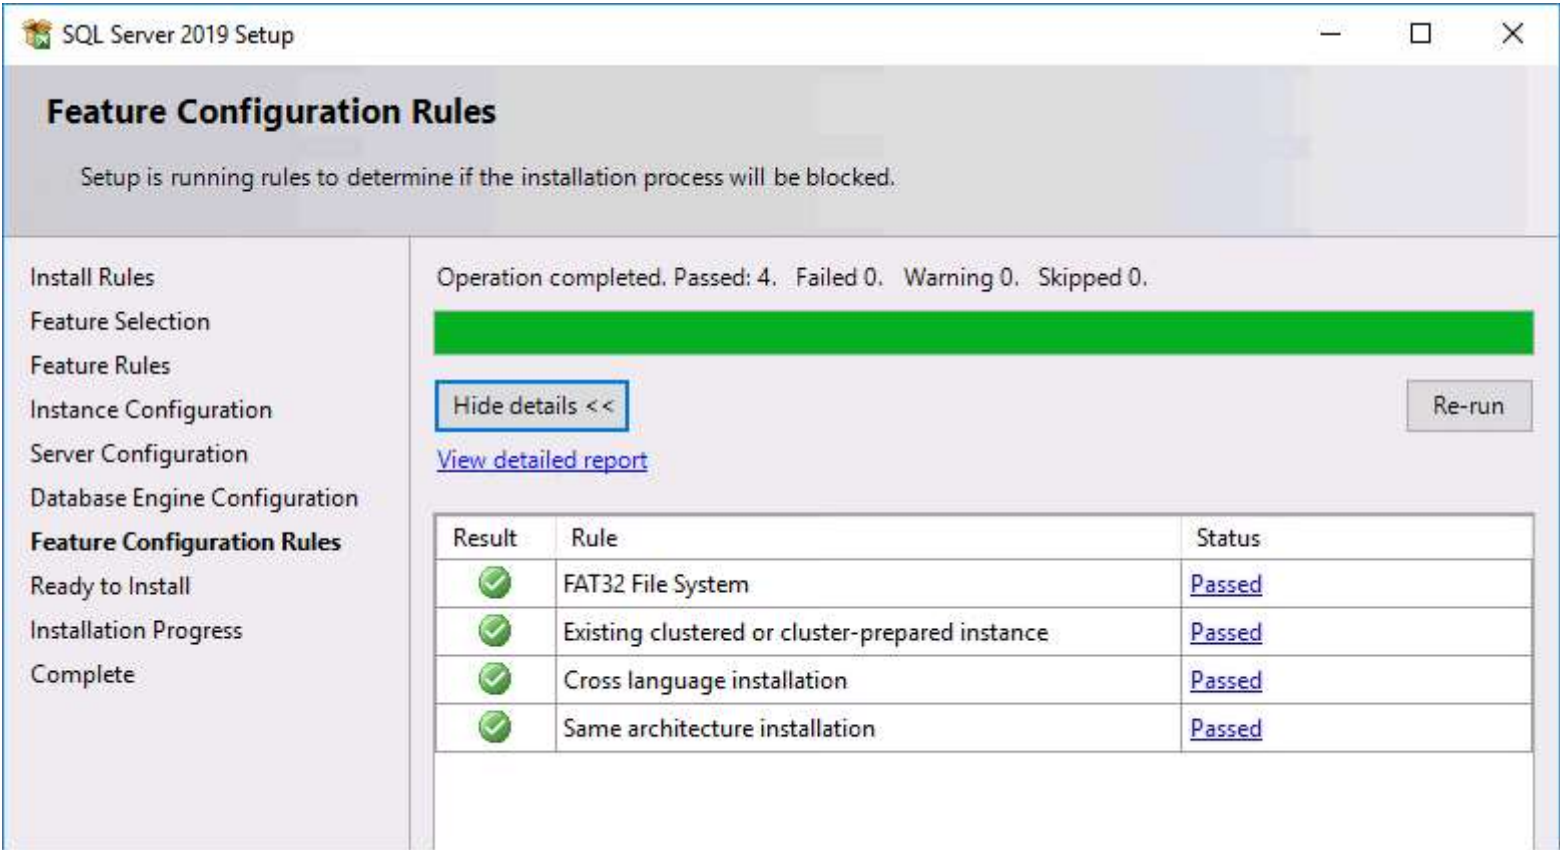 SQL Server 2019 Setup
Feature Configuration Rules
Setup is running rules to determine if the installation process will be blocked.
Install Rules
Feature Selection
Feature Rules
Instance Configuration
Server Configuration
Database Engine Configuration
Feature Configuration Rules
Ready to Install
Installation Progress
Complete
Operation completed. Passed: 4.   Failed 0.   Warning 0.   Skipped 0.
Hide details <<
Re-run
View detailed report
Result Rule Status
FAT32 File System Passed
Existing clustered or cluster-prepared instance Passed
Cross language installation Passed
Same architecture installation Passed